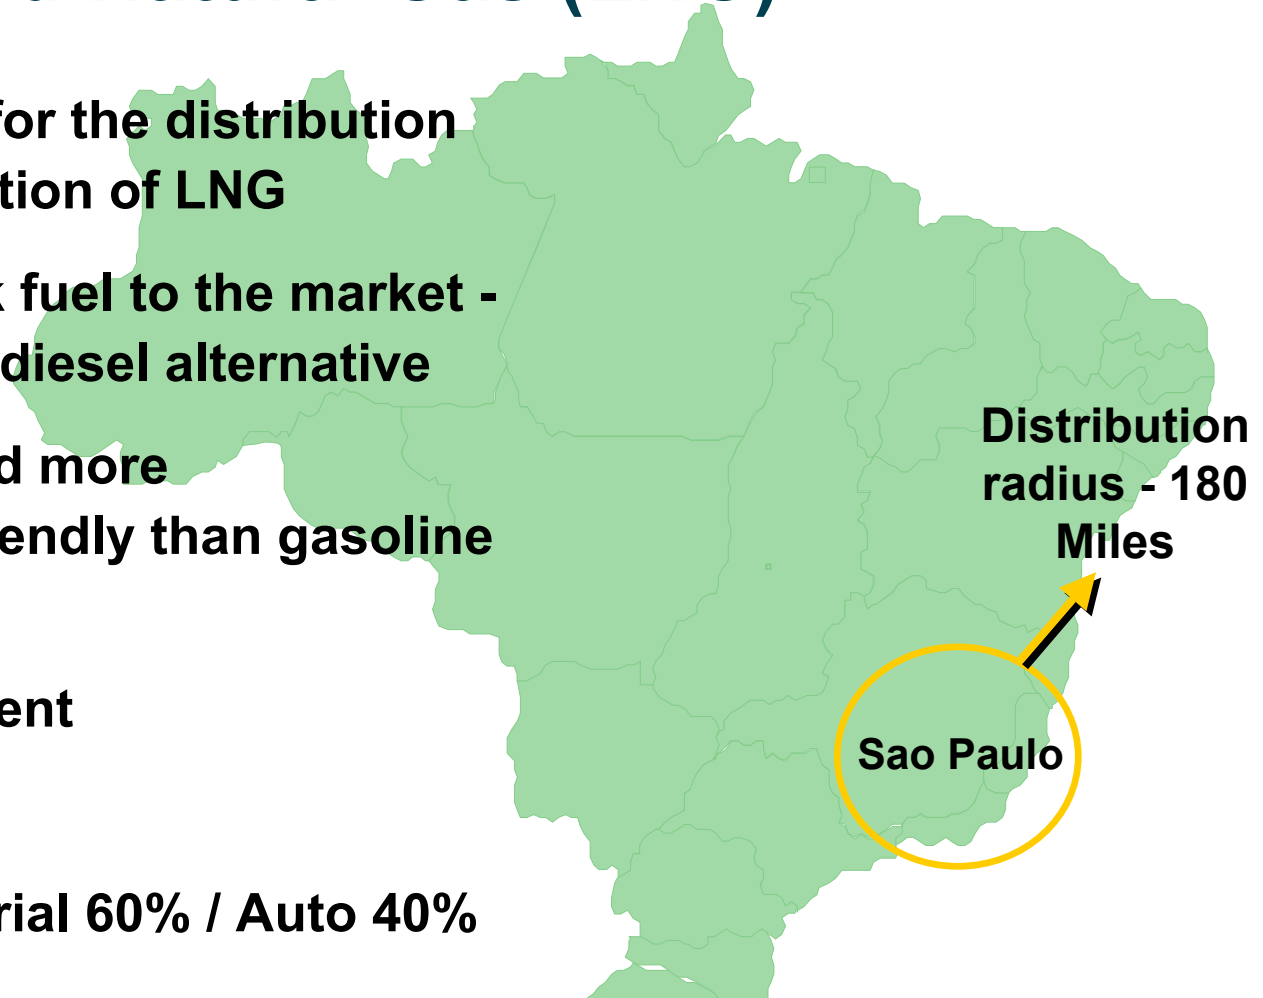 (LNG)
for the distribution
tion of LNG
fuel to the market -
diesel alternative
d more
endly than gasoline
ent
rial 60% / Auto 40%
Distribution
radius - 180
Miles
Sao Paulo